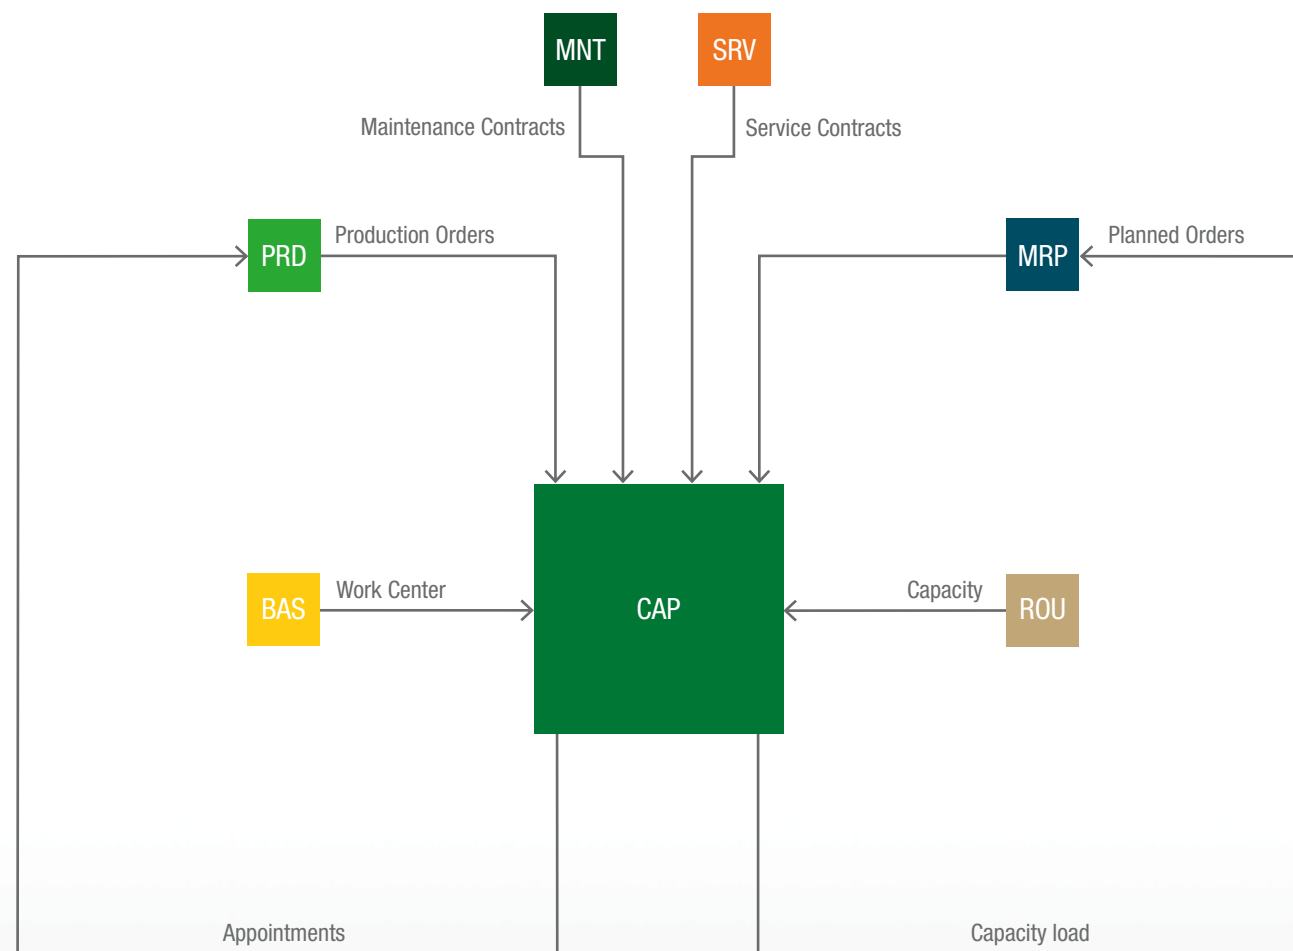 MNT
SRV
Maintenance Contracts
Service Contracts
PRD
Production Orders
MRP
Planned Orders
BAS
Work Center
CAP
Capacity
ROU
Appointments
Capacity load